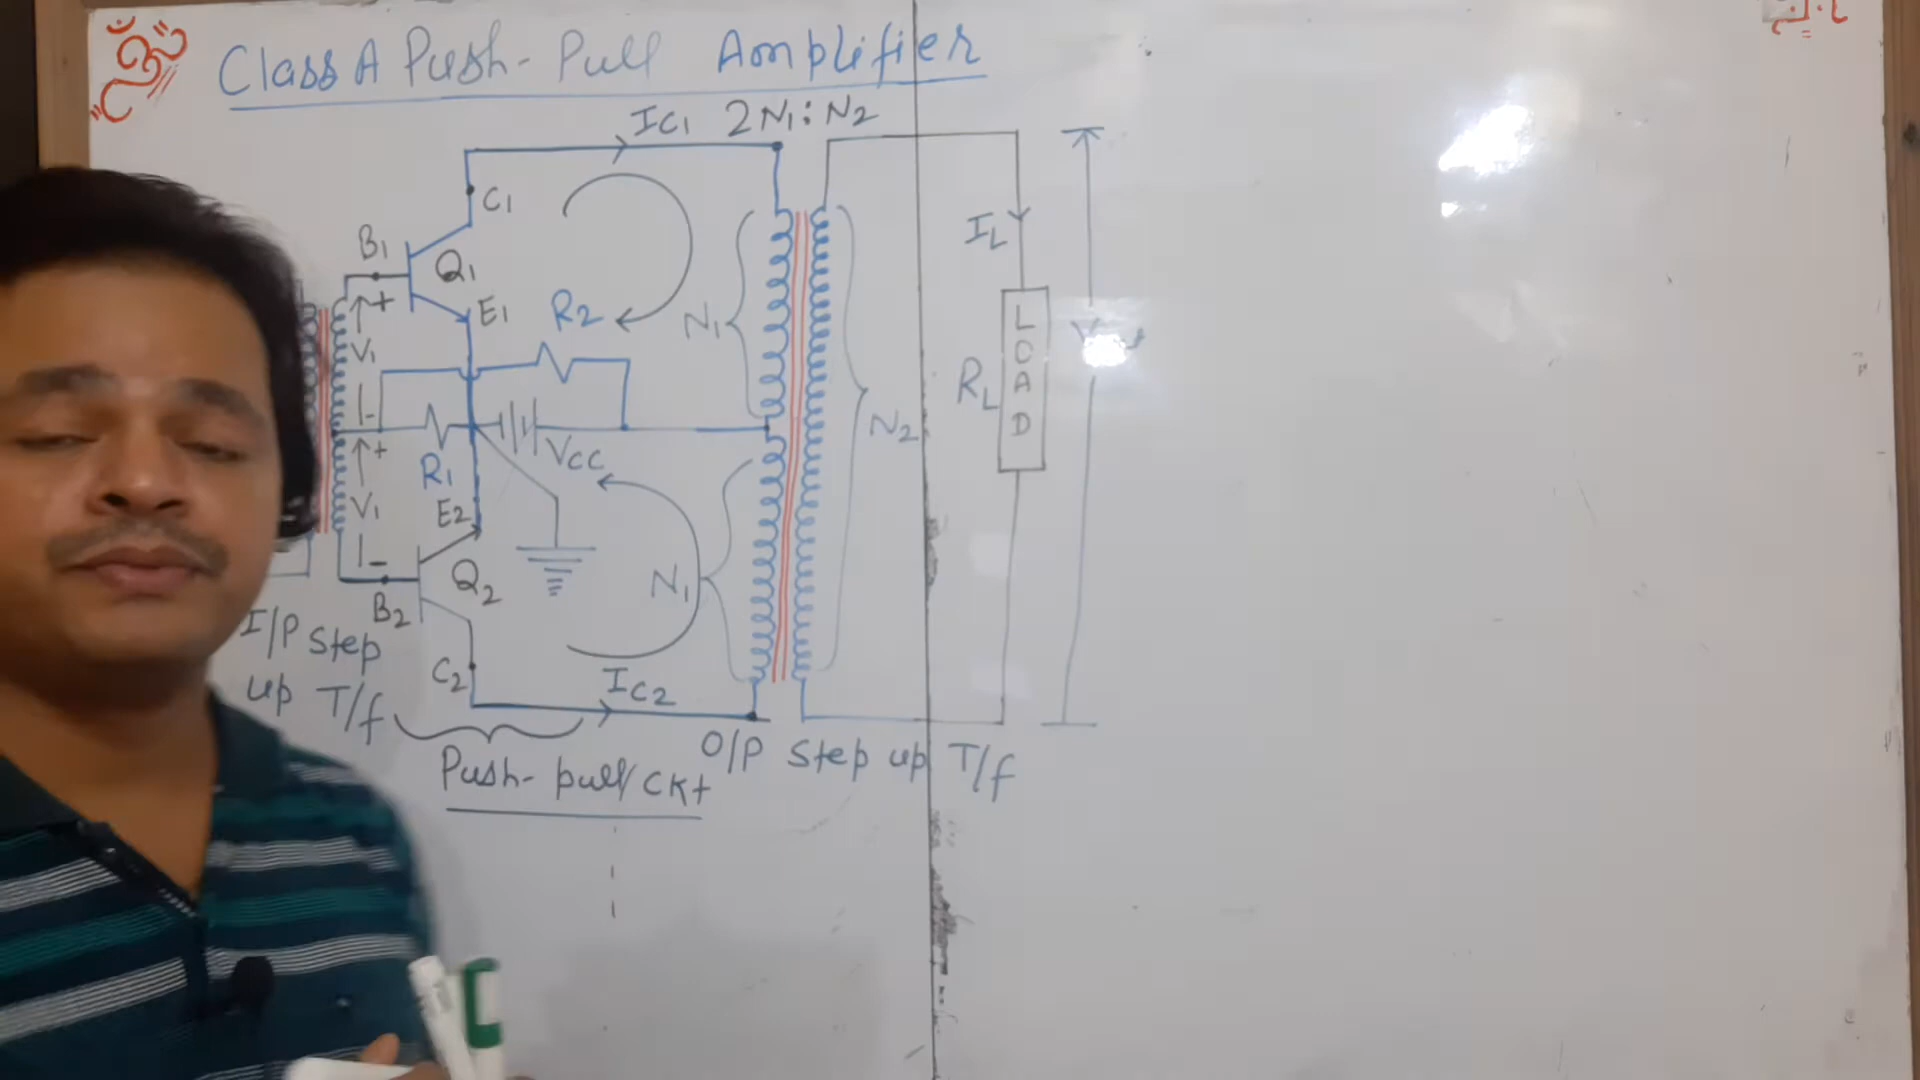 ॐ
Class A Push-Pull Amplifier
IC1 2N1:N2
C1
B1
Q1
IL
+
E1
R2
N1
V1
LOAD
RL
-
N2
+
VCC
R1
V1
E2
N1
-
Q2
B2
I/P Step
up T/f
C2
IC2
O/P Step up T/f
Push-pull CKt